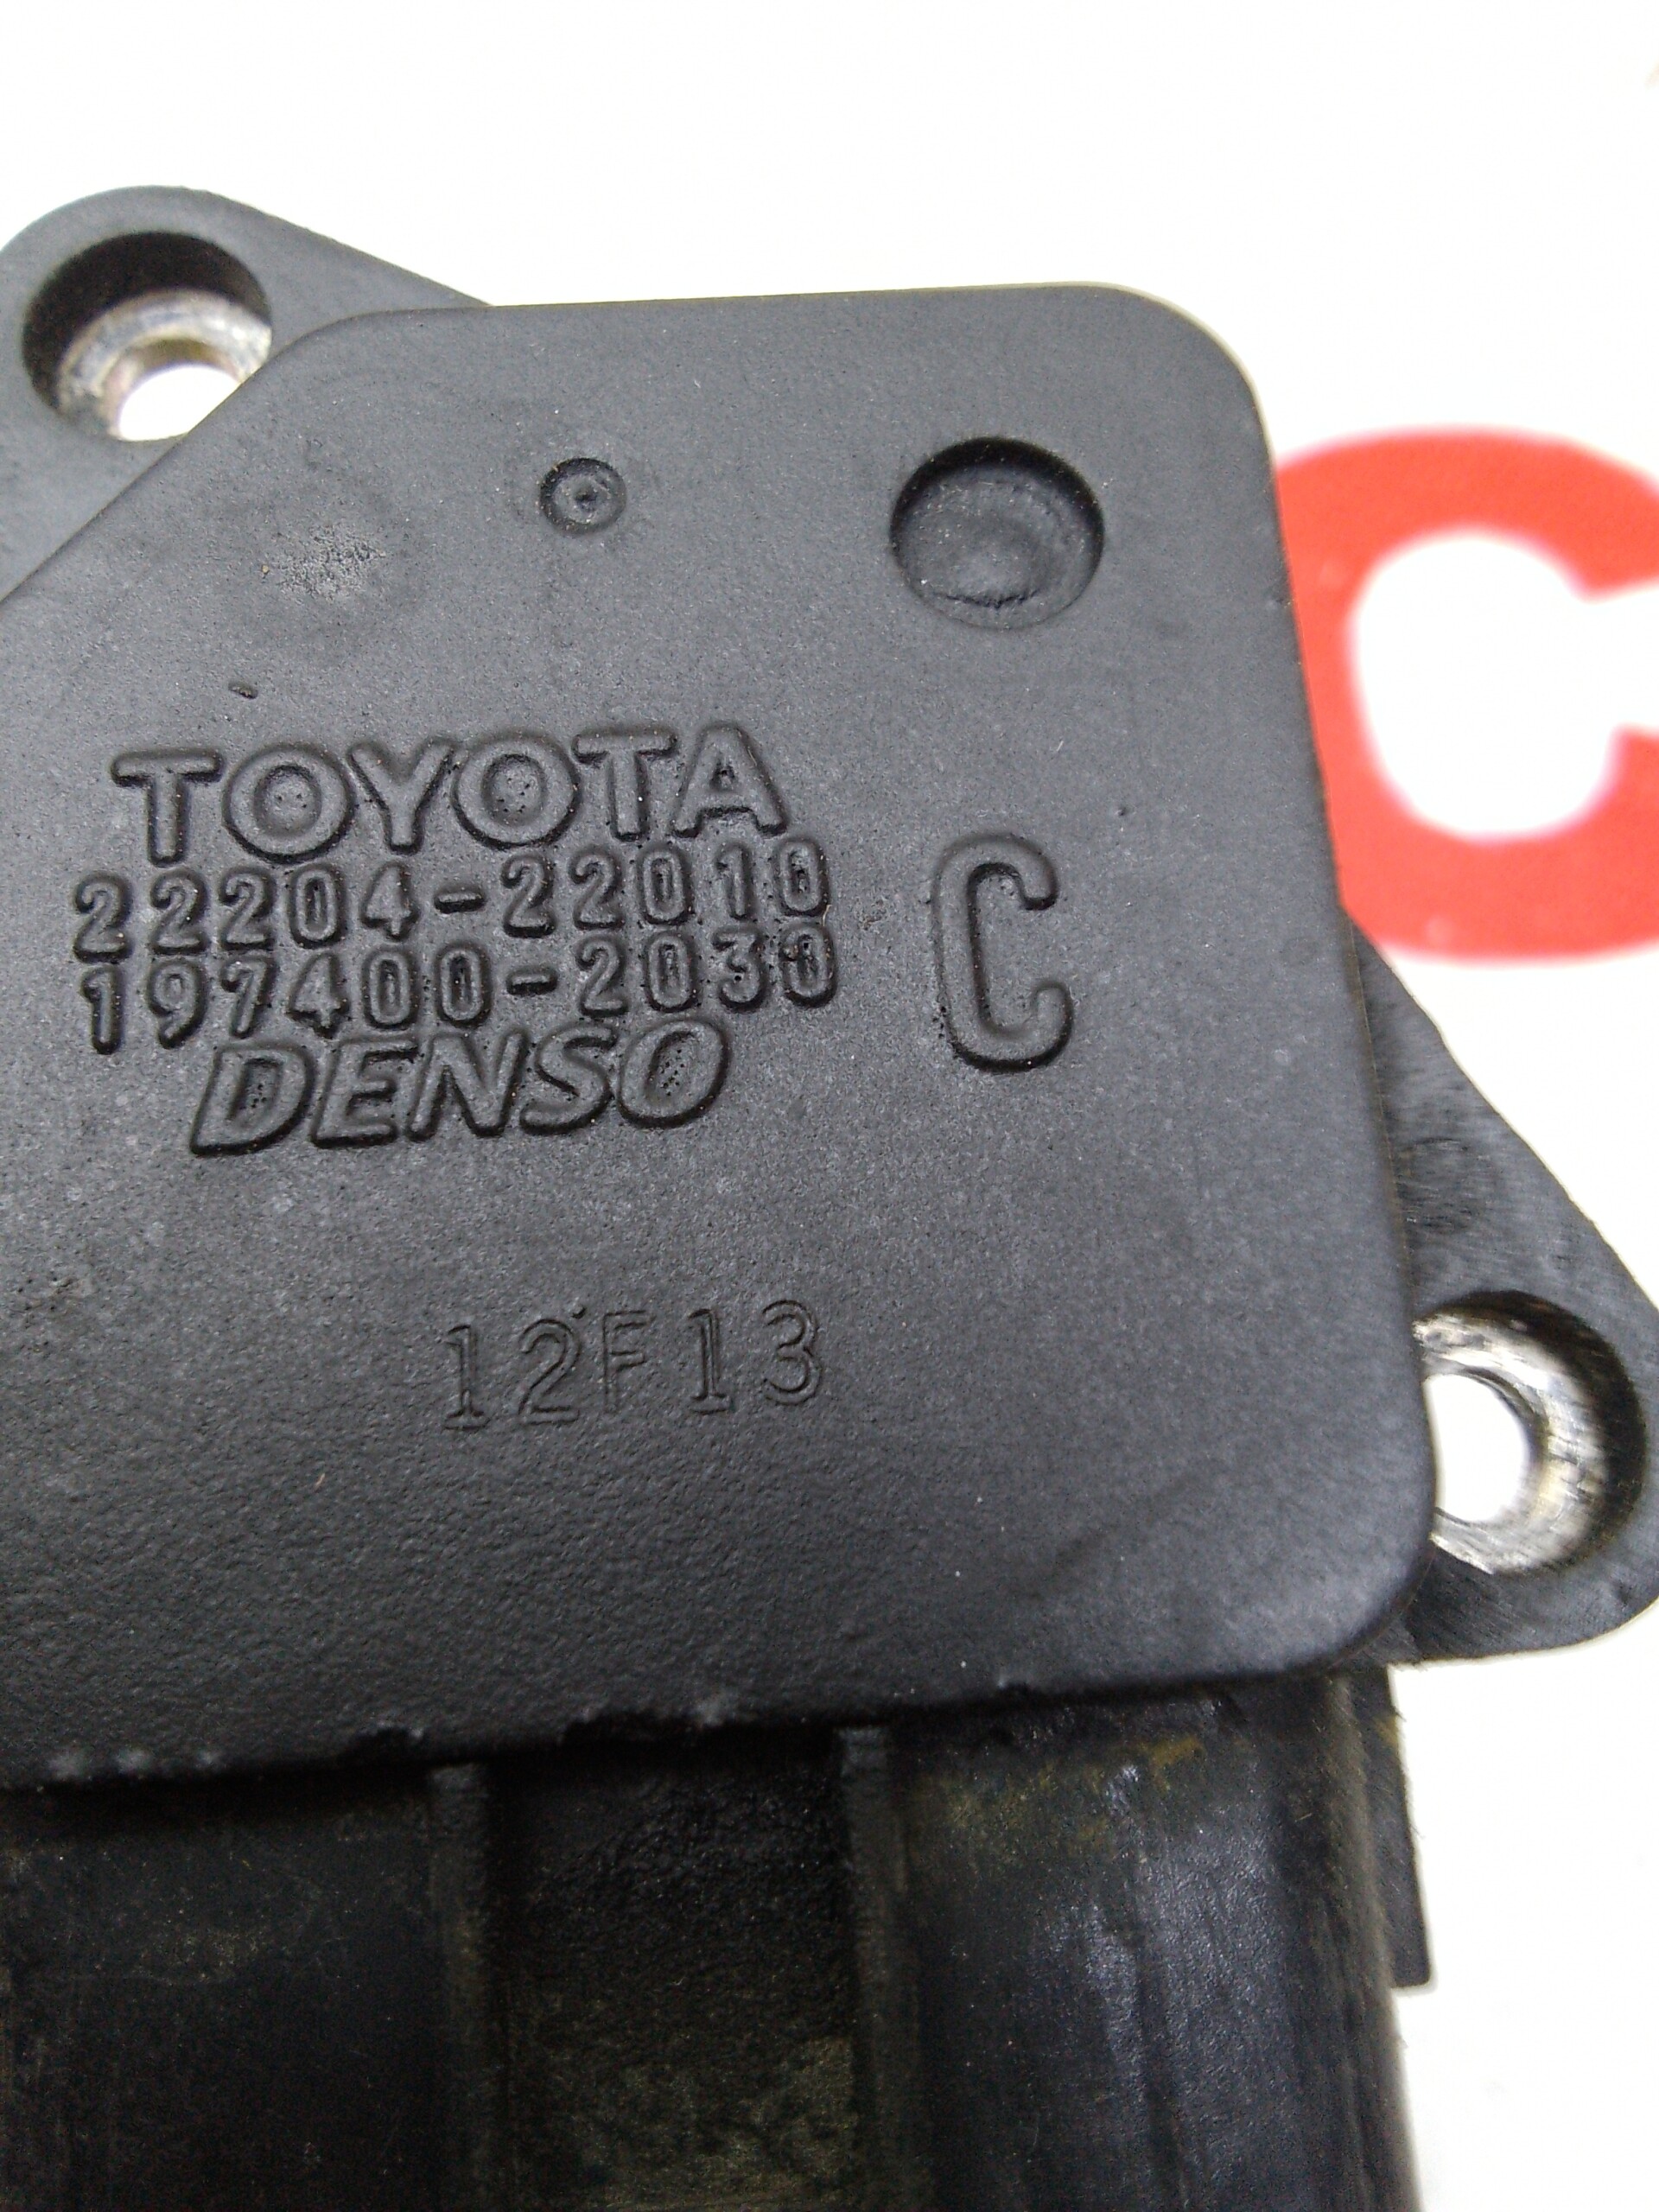 TOYOTA
22204-22010
197400-2030
DENSO
C
12F13
C